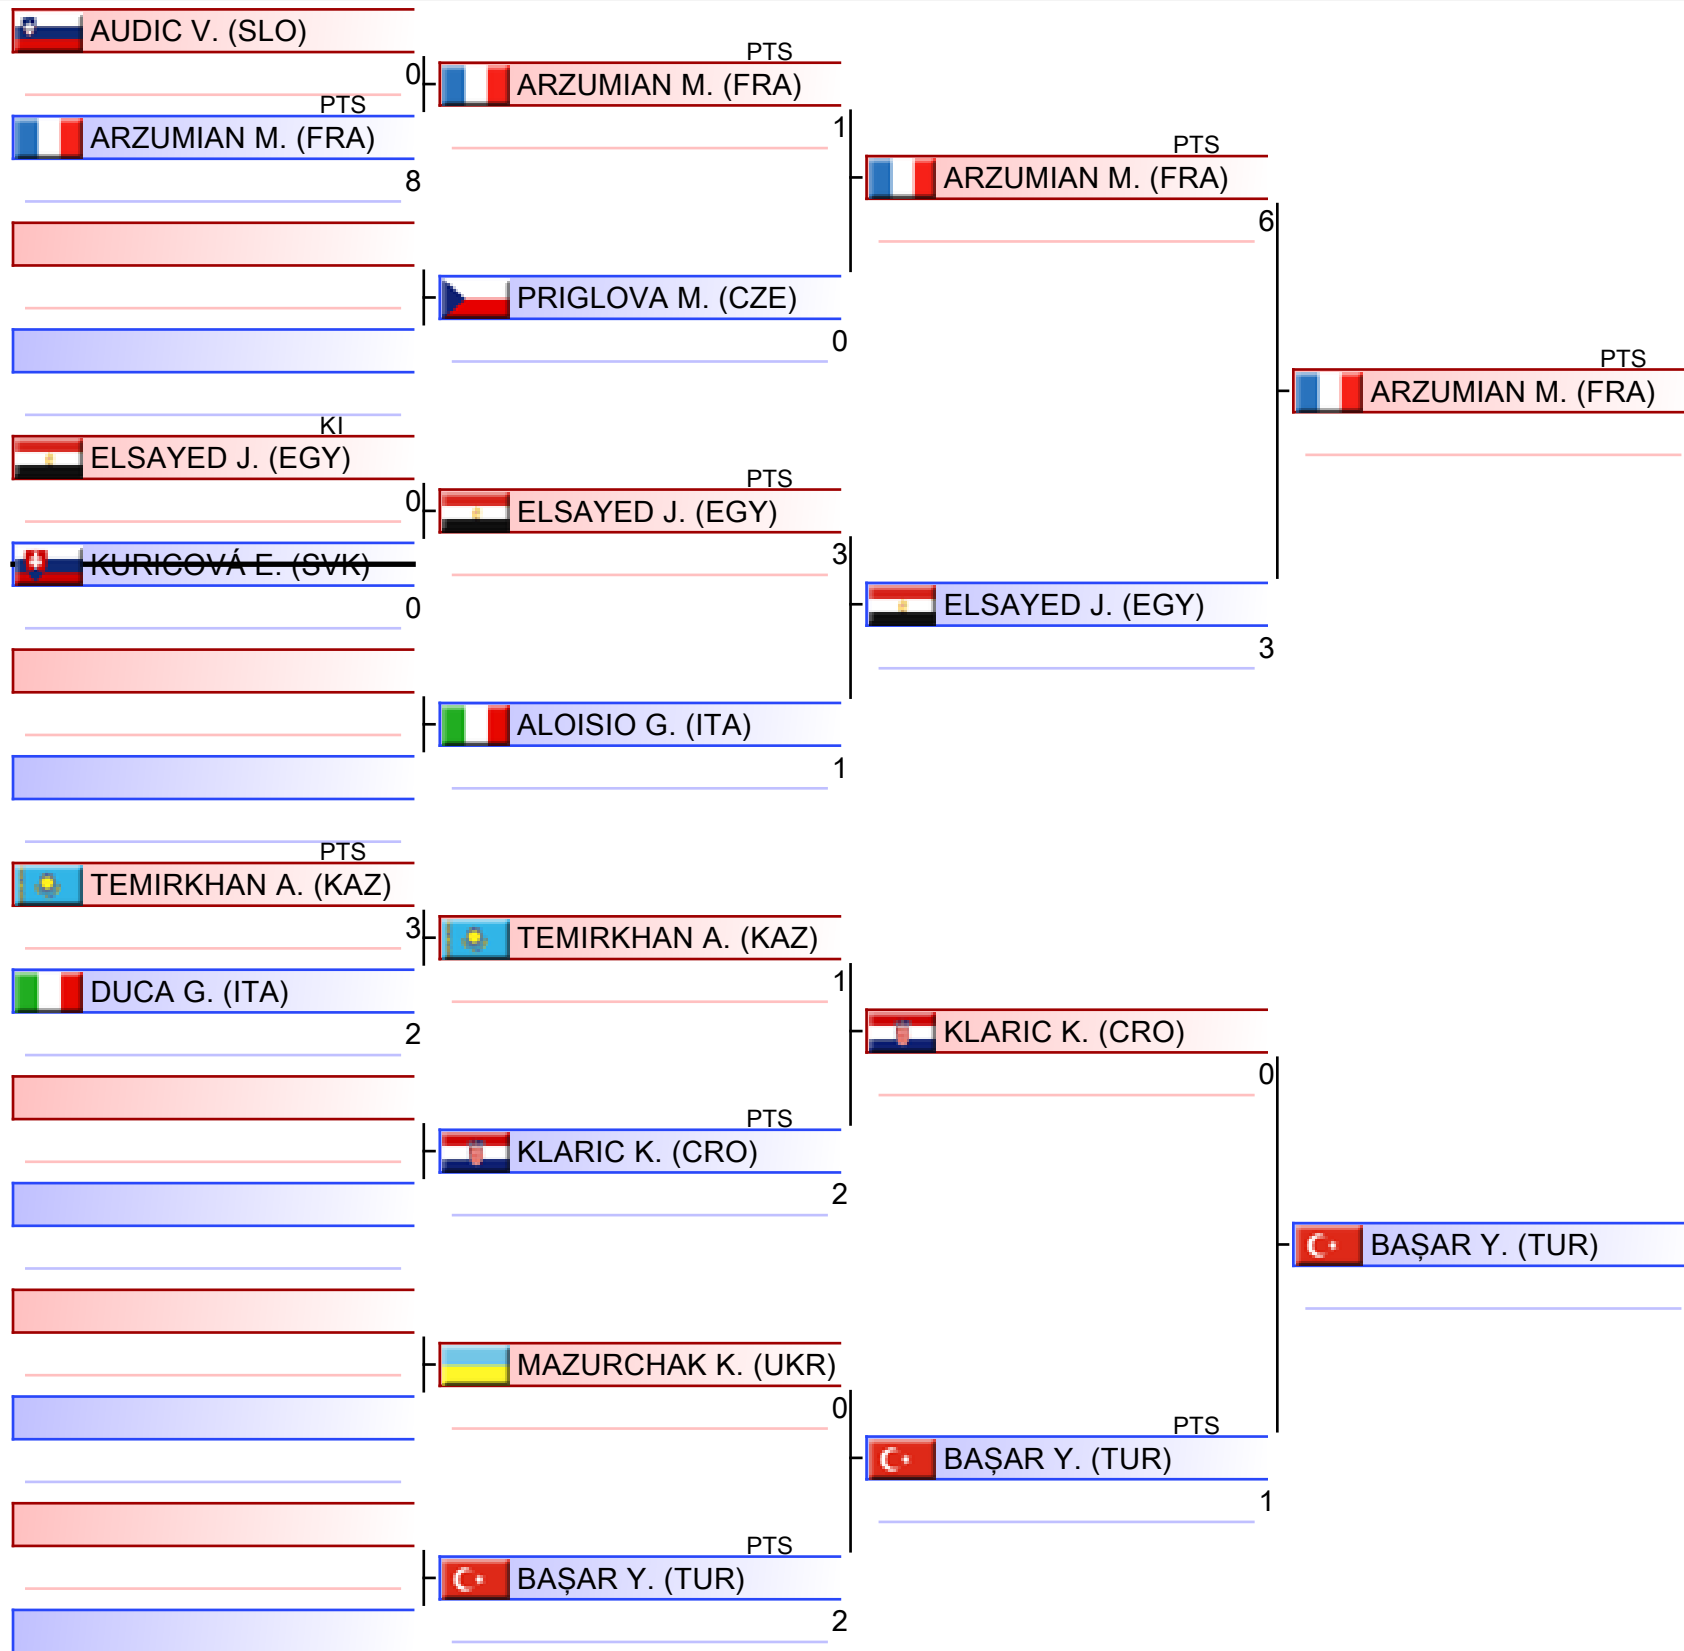 AUDIC V. (SLO)
0
PTS
ARZUMIAN M. (FRA)
8
KI
ELSAYED J. (EGY)
0
KURICOVÁ E. (SVK)
0
PTS
TEMIRKHAN A. (KAZ)
3
DUCA G. (ITA)
2
PTS
ARZUMIAN M. (FRA)
1
PRIGLOVA M. (CZE)
0
PTS
ELSAYED J. (EGY)
3
ALOISIO G. (ITA)
1
TEMIRKHAN A. (KAZ)
1
PTS
KLARIC K. (CRO)
2
MAZURCHAK K. (UKR)
0
PTS
BAŞAR Y. (TUR)
2
PTS
ARZUMIAN M. (FRA)
6
ELSAYED J. (EGY)
3
KLARIC K. (CRO)
0
PTS
BAŞAR Y. (TUR)
1
PTS
ARZUMIAN M. (FRA)
BAŞAR Y. (TUR)